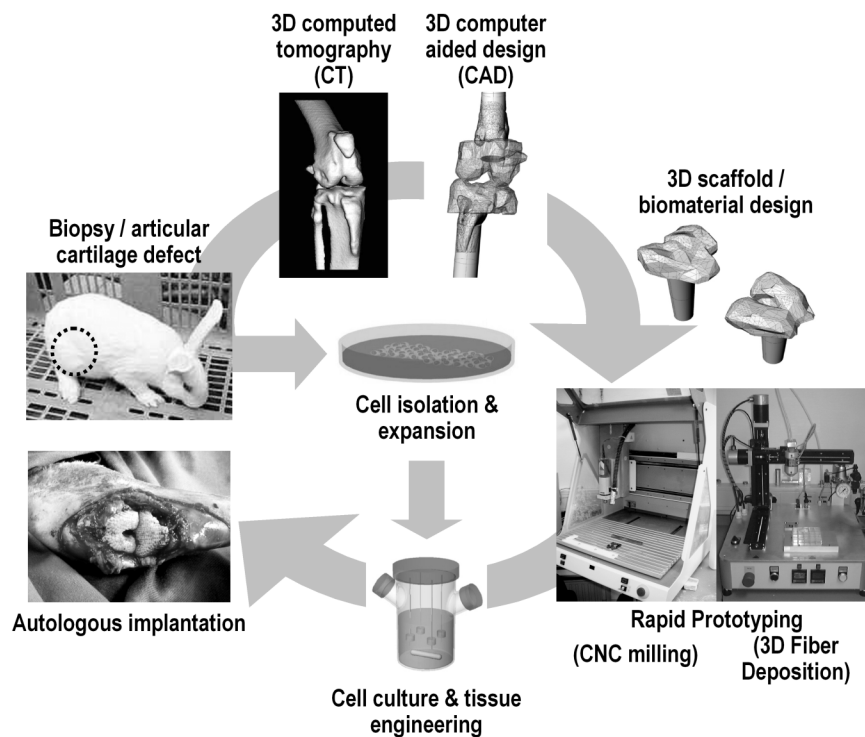 3D computed
tomography
(CT)
3D computer
aided design
(CAD)
3D scaffold /
biomaterial design
Biopsy / articular
cartilage defect
Cell isolation &
expansion
Autologous implantation
Rapid Prototyping
(CNC milling)
(3D Fiber
Deposition)
Cell culture & tissue
engineering